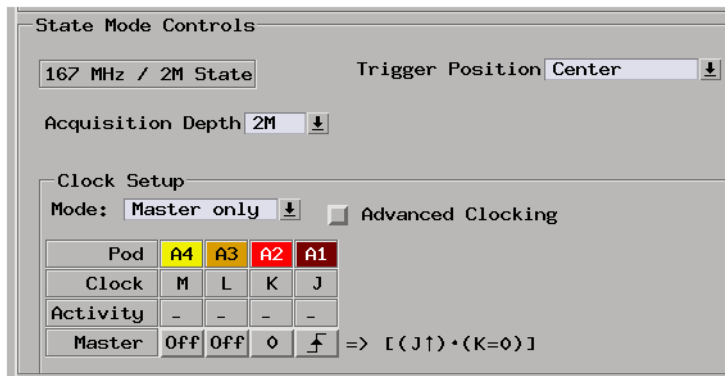 State Mode Controls
167 MHz / 2M State
Trigger Position Center
Acquisition Depth 2M
Clock Setup
Mode: Master only
Advanced Clocking
Pod A4 A3 A2 A1
Clock M L K J
Activity - - - -
Master Off Off 0 => [(J↑)·(K=0)]